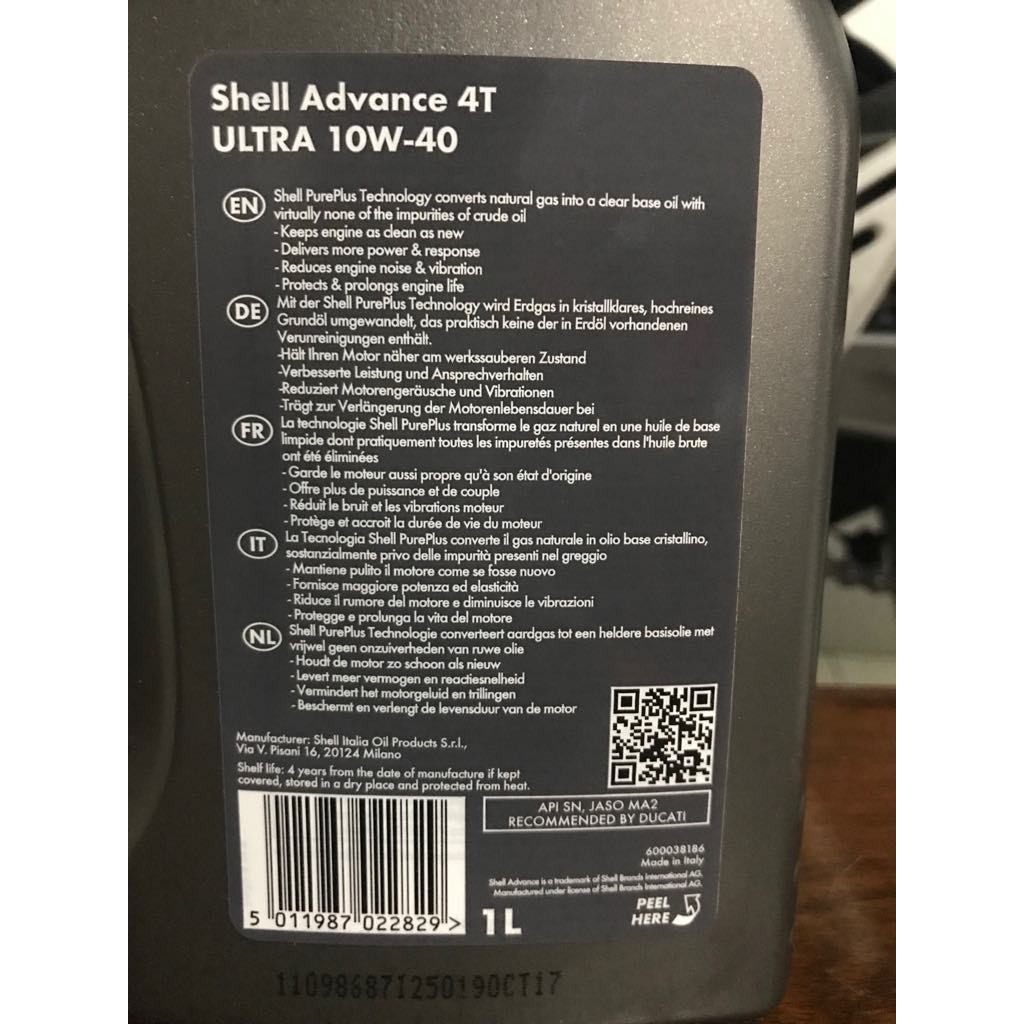 Shell Advance 4T
ULTRA 10W-40
EN
Shell PurePlus Technology converts natural gas into a clear base oil with
virtually none of the impurities of crude oil
- Keeps engine as clean as new
- Delivers more power & response
- Reduces engine noise & vibration
- Protects & prolongs engine life
DE
Mit der Shell PurePlus Technology wird Erdgas in kristallklares, hochreines
Grundöl umgewandelt, das praktisch keine der in Erdöl vorhandenen
Verunreinigungen enthält.
-Hält Ihren Motor näher am werkssauberen Zustand
-Verbesserte Leistung und Ansprechverhalten
-Reduziert Motorengeräusche und Vibrationen
-Trägt zur Verlängerung der Motorenlebensdauer bei
FR
La technologie Shell PurePlus transforme le gaz naturel en une huile de base
limpide dont pratiquement toutes les impuretés présentes dans l'huile brute
ont été éliminées
- Garde le moteur aussi propre qu'à son état d'origine
- Offre plus de puissance et de couple
- Réduit le bruit et les vibrations moteur
- Protège et accroit la durée de vie du moteur
IT
La Tecnologia Shell PurePlus converte il gas naturale in olio base cristallino,
sostanzialmente privo delle impurità presenti nel greggio
- Mantiene pulito il motore come se fosse nuovo
- Fornisce maggiore potenza ed elasticità
- Riduce il rumore del motore e diminuisce le vibrazioni
- Protegge e prolunga la vita del motore
NL
Shell PurePlus Technologie converteert aardgas tot een heldere basisolie met
vrijwel geen onzuiverheden van ruwe olie
- Houdt de motor zo schoon als nieuw
- Levert meer vermogen en reactiesnelheid
- Vermindert het motorgeluid en trillingen
- Beschermt en verlengt de levensduur van de motor
Manufacturer: Shell Italia Oil Products S.r.l.,
Via V. Pisani 16, 20124 Milano
Shelf life: 4 years from the date of manufacture if kept
covered, stored in a dry place and protected from heat.
API SN, JASO MA2
RECOMMENDED BY DUCATI
600038186
Made in Italy
Shell Advance is a trademark of Shell Brands International AG.
Manufactured under license of Shell Brands International AG.
PEEL
HERE
5 011987 022829 >
1L
11098687125019OCT17